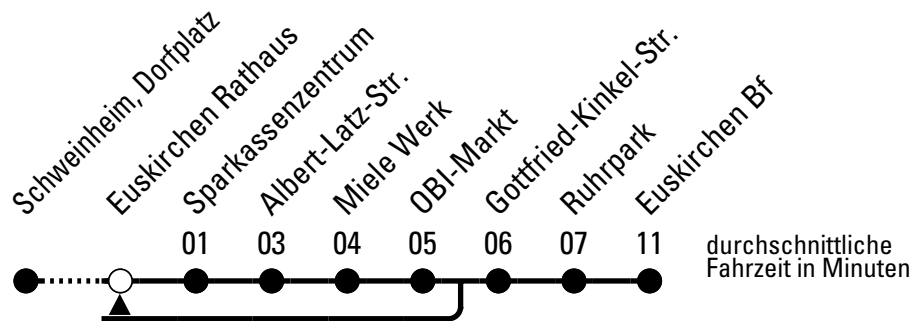 Schweinheim, Dorfplatz
Euskirchen Rathaus
Sparkassenzentrum
Albert-Latz-Str.
Miele Werk
OBI-Markt
Gottfried-Kinkel-Str.
Ruhrpark
Euskirchen Bf
01 03 04 05 06 07 11
durchschnittliche
Fahrzeit in Minuten